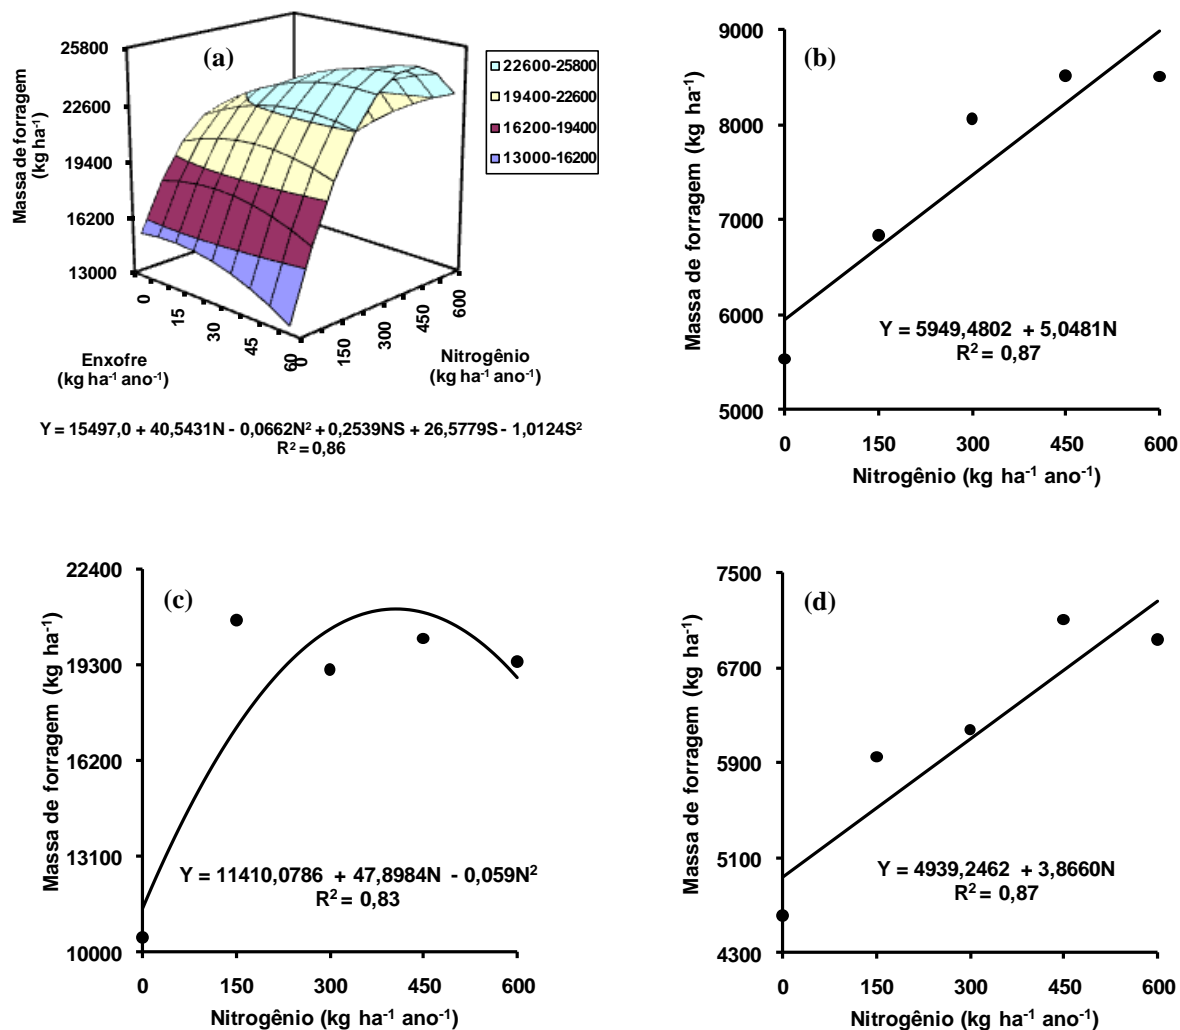 (a)
25800
22600
19400
16200
13000
Massa de forragem
(kg ha⁻¹)
22600-25800
19400-22600
16200-19400
13000-16200
0
15
30
45
60
0
150
300
450
600
Enxofre
(kg ha⁻¹ ano⁻¹)
Nitrogênio
(kg ha⁻¹ ano⁻¹)
Y = 15497,0 + 40,5431N - 0,0662N² + 0,2539NS + 26,5779S - 1,0124S²
R² = 0,86
(b)
9000
8000
7000
6000
5000
Massa de forragem (kg ha⁻¹)
Y = 5949,4802 + 5,0481N
R² = 0,87
0 150 300 450 600
Nitrogênio (kg ha⁻¹ ano⁻¹)
(c)
22400
19300
16200
13100
10000
Massa de forragem (kg ha⁻¹)
Y = 11410,0786 + 47,8984N - 0,059N²
R² = 0,83
0 150 300 450 600
Nitrogênio (kg ha⁻¹ ano⁻¹)
(d)
7500
6700
5900
5100
4300
Massa de forragem (kg ha⁻¹)
Y = 4939,2462 + 3,8660N
R² = 0,87
0 150 300 450 600
Nitrogênio (kg ha⁻¹ ano⁻¹)